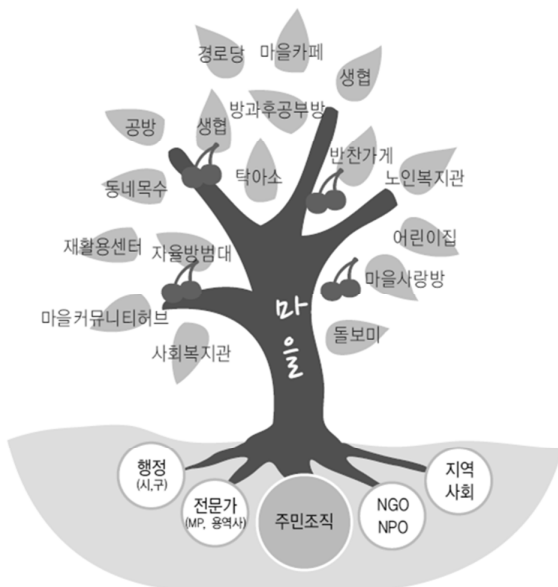 경로당
마을카페
생협
공방
생협
방과후공부방
반찬가게
동네목수
탁아소
노인복지관
재활용센터
자율방범대
어린이집
마을사랑방
마을커뮤니티허브
사회복지관
돌보미
마
을
행정
(시,구)
전문가
(MP, 용역사)
주민조직
NGO
NPO
지역
사회